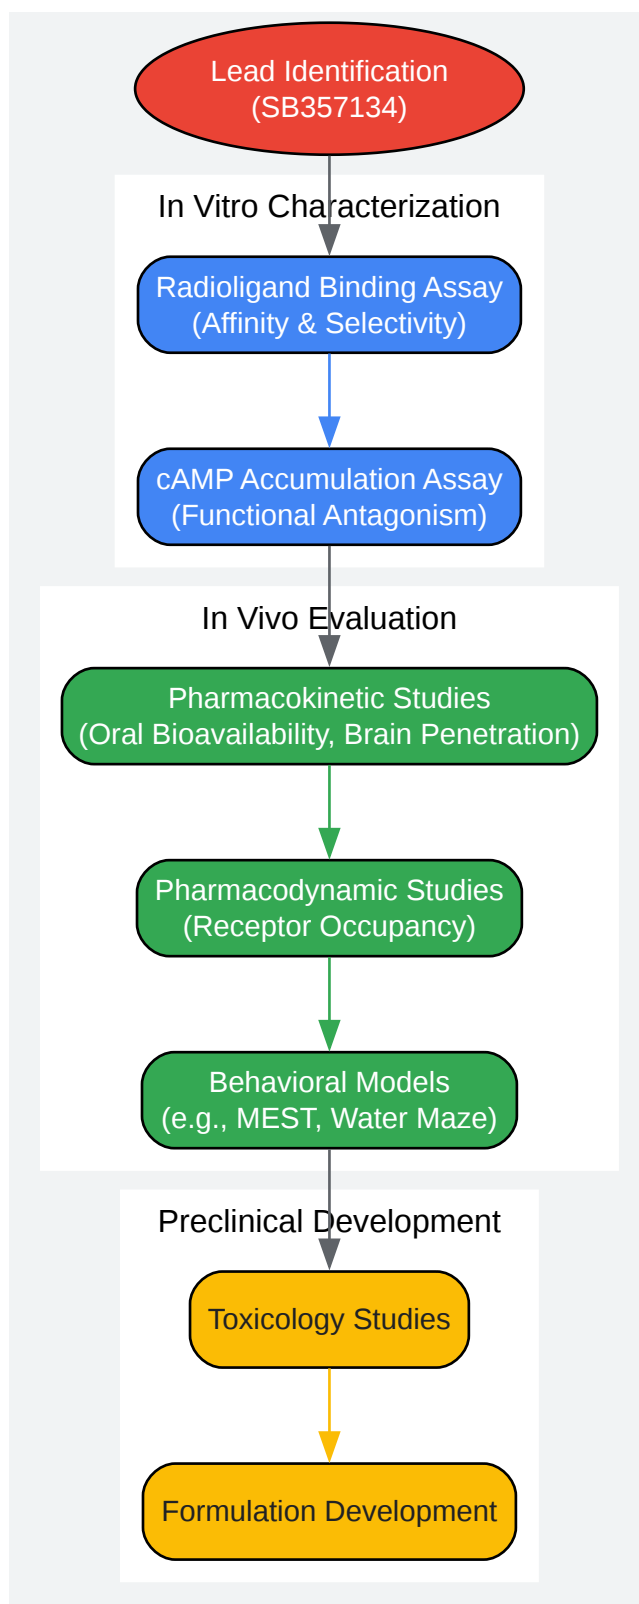 Lead Identification
(SB357134)
In Vitro Characterization
Radioligand Binding Assay
(Affinity & Selectivity)
cAMP Accumulation Assay
(Functional Antagonism)
In Vivo Evaluation
Pharmacokinetic Studies
(Oral Bioavailability, Brain Penetration)
Pharmacodynamic Studies
(Receptor Occupancy)
Behavioral Models
(e.g., MEST, Water Maze)
Preclinical Development
Toxicology Studies
Formulation Development